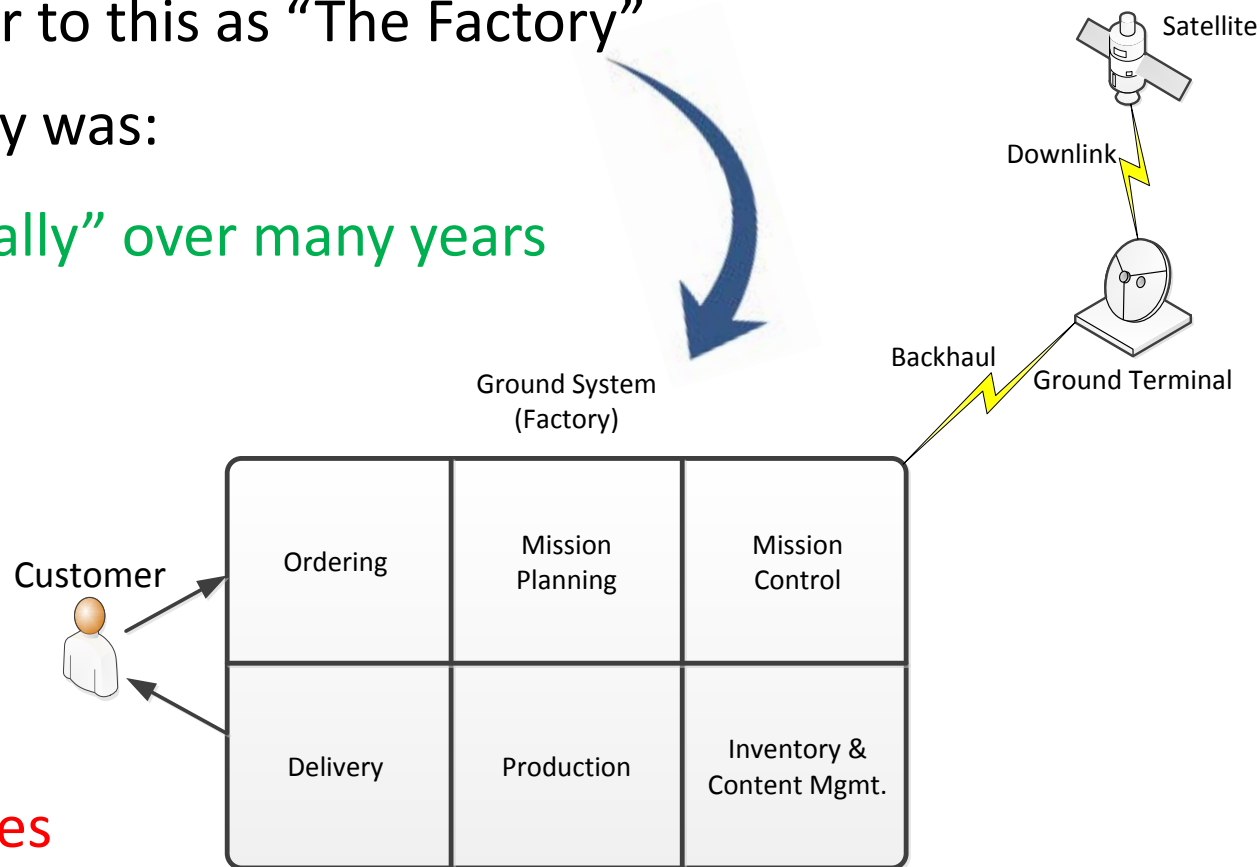 r to this as “The Factory”
y was:
ally” over many years
es
Satellite
Downlink
Backhaul
Ground Terminal
Ground System
(Factory)
Customer
Ordering
Mission
Planning
Mission
Control
Delivery
Production
Inventory &
Content Mgmt.